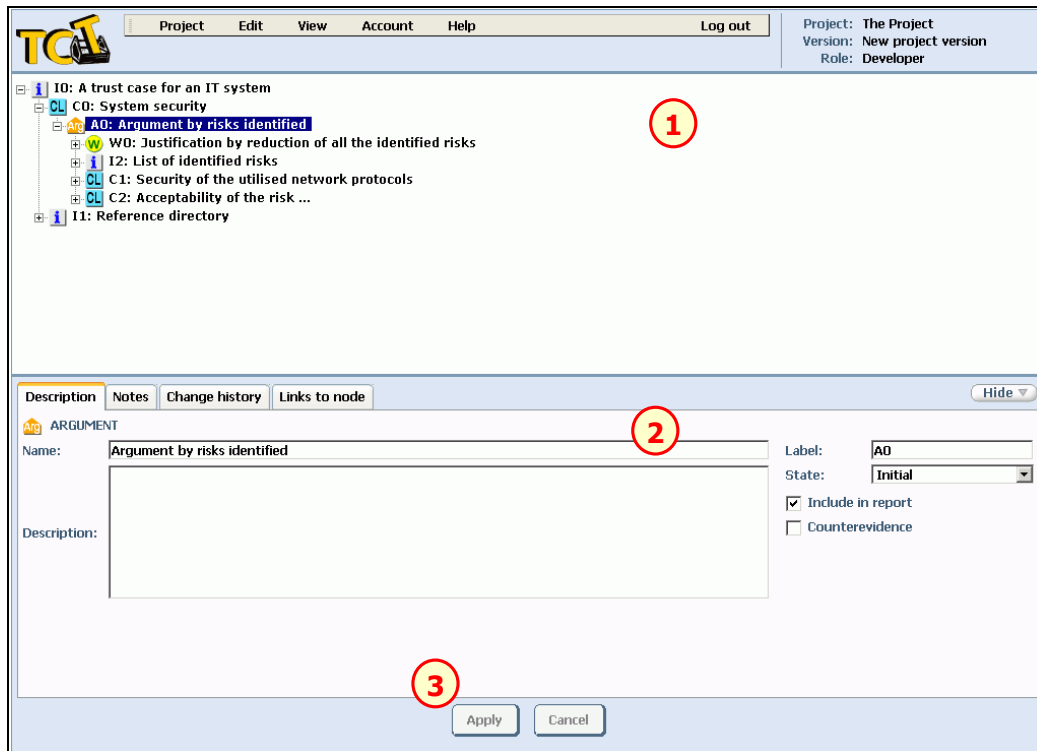 TCT
Project Edit View Account Help Log out
Project: The Project
Version: New project version
Role: Developer
i I0: A trust case for an IT system
CL C0: System security
Arg A0: Argument by risks identified
W W0: Justification by reduction of all the identified risks
i I2: List of identified risks
CL C1: Security of the utilised network protocols
CL C2: Acceptability of the risk ...
i I1: Reference directory
1
Description Notes Change history Links to node Hide
Arg ARGUMENT
2
Name: Argument by risks identified Label: A0
State: Initial
Include in report
Description: Counterevidence
3
Apply Cancel